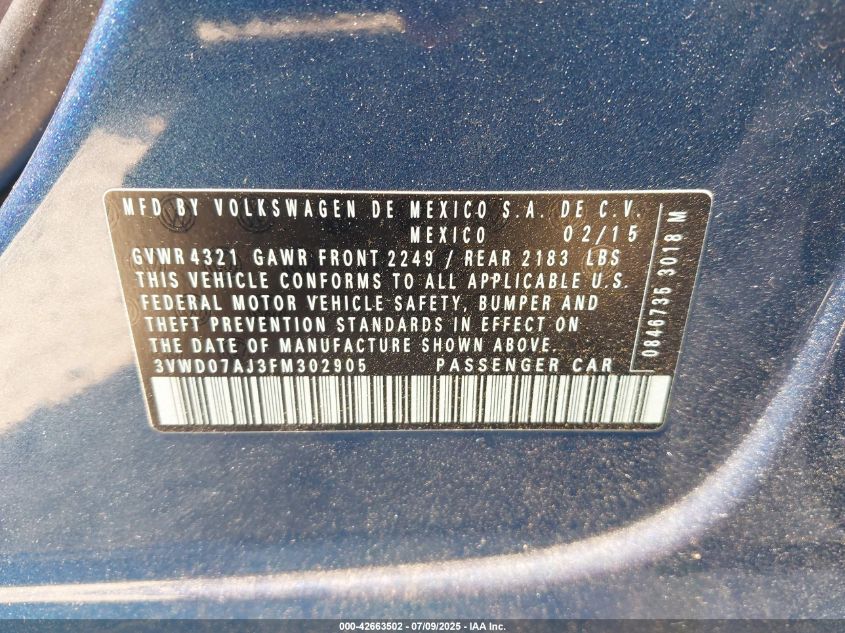 MFD BY VOLKSWAGEN DE MEXICO S.A. DE C.V.
MEXICO 02/15
GVWR 4321 GAWR FRONT 2249 / REAR 2183 LBS
THIS VEHICLE CONFORMS TO ALL APPLICABLE U.S.
FEDERAL MOTOR VEHICLE SAFETY, BUMPER AND
THEFT PREVENTION STANDARDS IN EFFECT ON
THE DATE OF MANUFACTURE SHOWN ABOVE.
3VWD07AJ3FM302905 PASSENGER CAR
0846735 3018 M
000-42663502 - 07/09/2025 - IAA Inc.